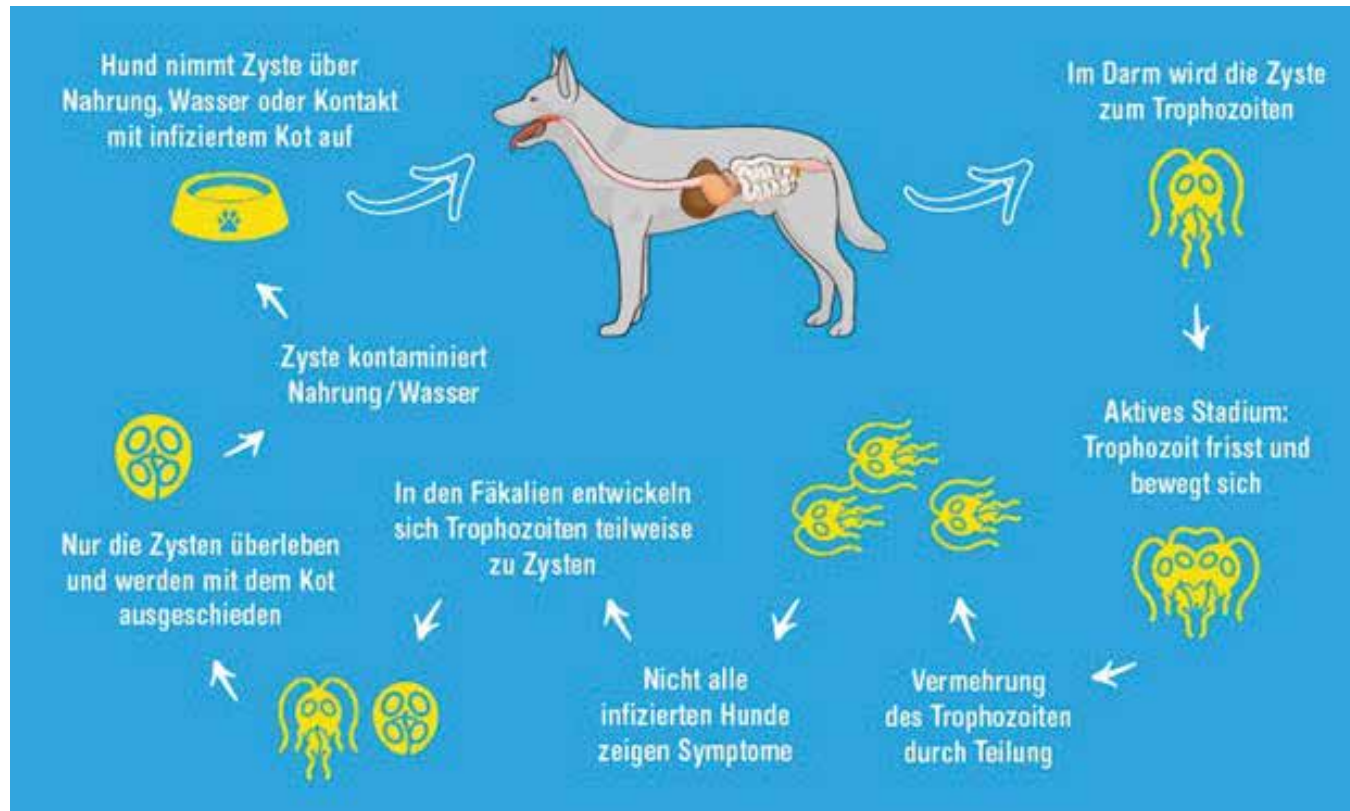 Hund nimmt Zyste über
Nahrung, Wasser oder Kontakt
mit infiziertem Kot auf
Im Darm wird die Zyste
zum Trophozoiten
Aktives Stadium:
Trophozoit frisst und
bewegt sich
Vermehrung
des Trophozoiten
durch Teilung
Nicht alle
infizierten Hunde
zeigen Symptome
In den Fäkalien entwickeln
sich Trophozoiten teilweise
zu Zysten
Nur die Zysten überleben
und werden mit dem Kot
ausgeschieden
Zyste kontaminiert
Nahrung/Wasser